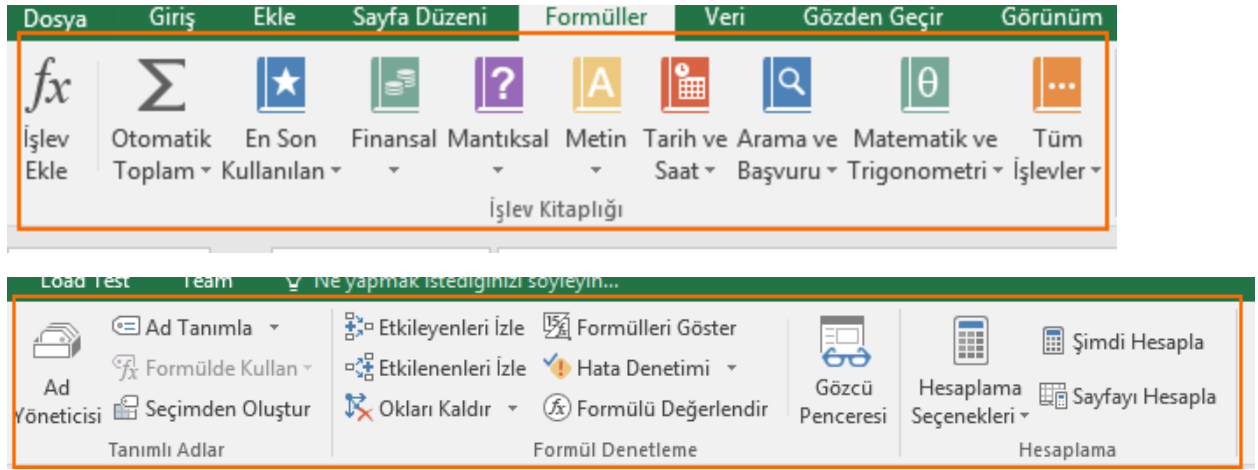 Dosya Giriş Ekle Sayfa Düzeni Formüller Veri Gözden Geçir Görünüm
fx
İşlev Ekle
Σ
Otomatik Toplam
En Son Kullanılan
Finansal
?
Mantıksal
A
Metin
Tarih ve Saat
Arama ve Başvuru
θ
Matematik ve Trigonometri
...
Tüm İşlevler
İşlev Kitaplığı
Load Test Team Ne yapmak istediğinizi söyleyin...
Ad Yöneticisi
Ad Tanımla
Formülde Kullan
Seçimden Oluştur
Tanımlı Adlar
Etkileyenleri İzle
Etkilenenleri İzle
Okları Kaldır
Formülleri Göster
Hata Denetimi
Formülü Değerlendir
Gözcü Penceresi
Formül Denetleme
Hesaplama Seçenekleri
Şimdi Hesapla
Sayfayı Hesapla
Hesaplama